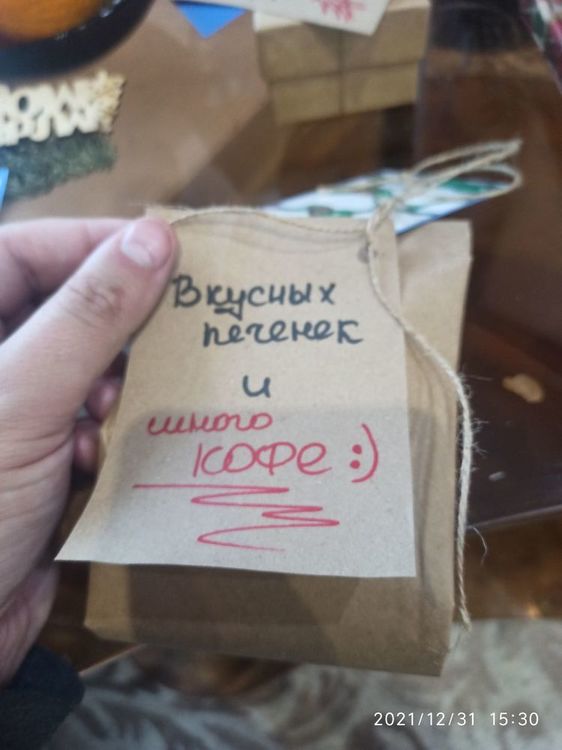 Вкусных
печенек
и
много
кофе :)
2021/12/31 15:30